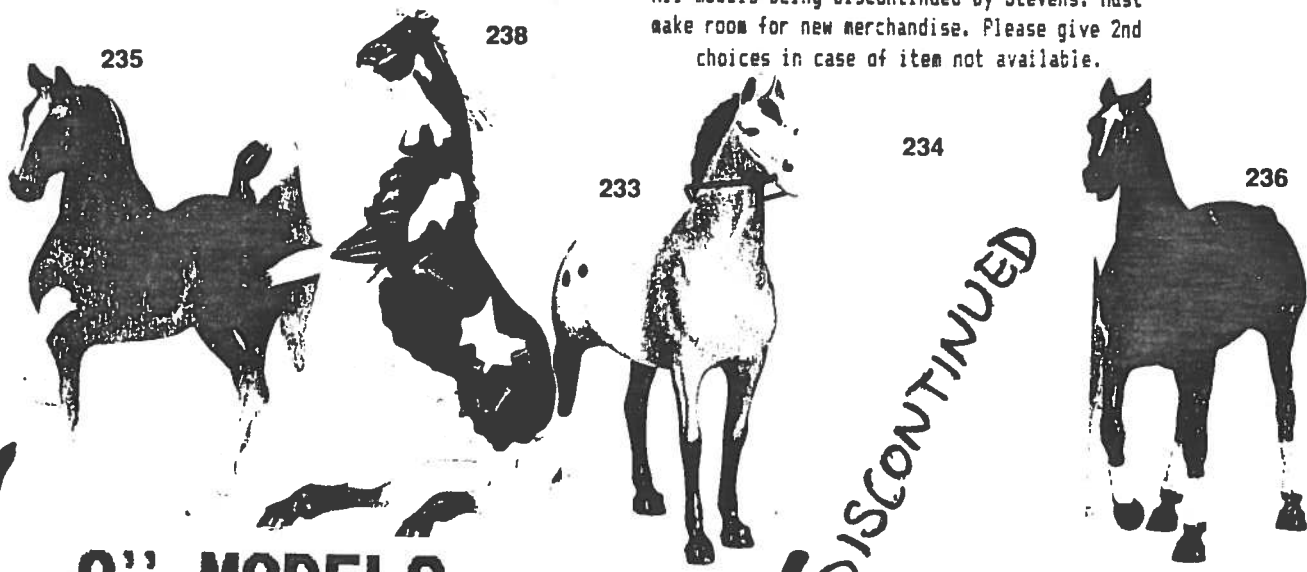 make room for new merchandise. Please give 2nd
choices in case of item not available.
235
238
233
234
236
DISCONTINUED
MODELS